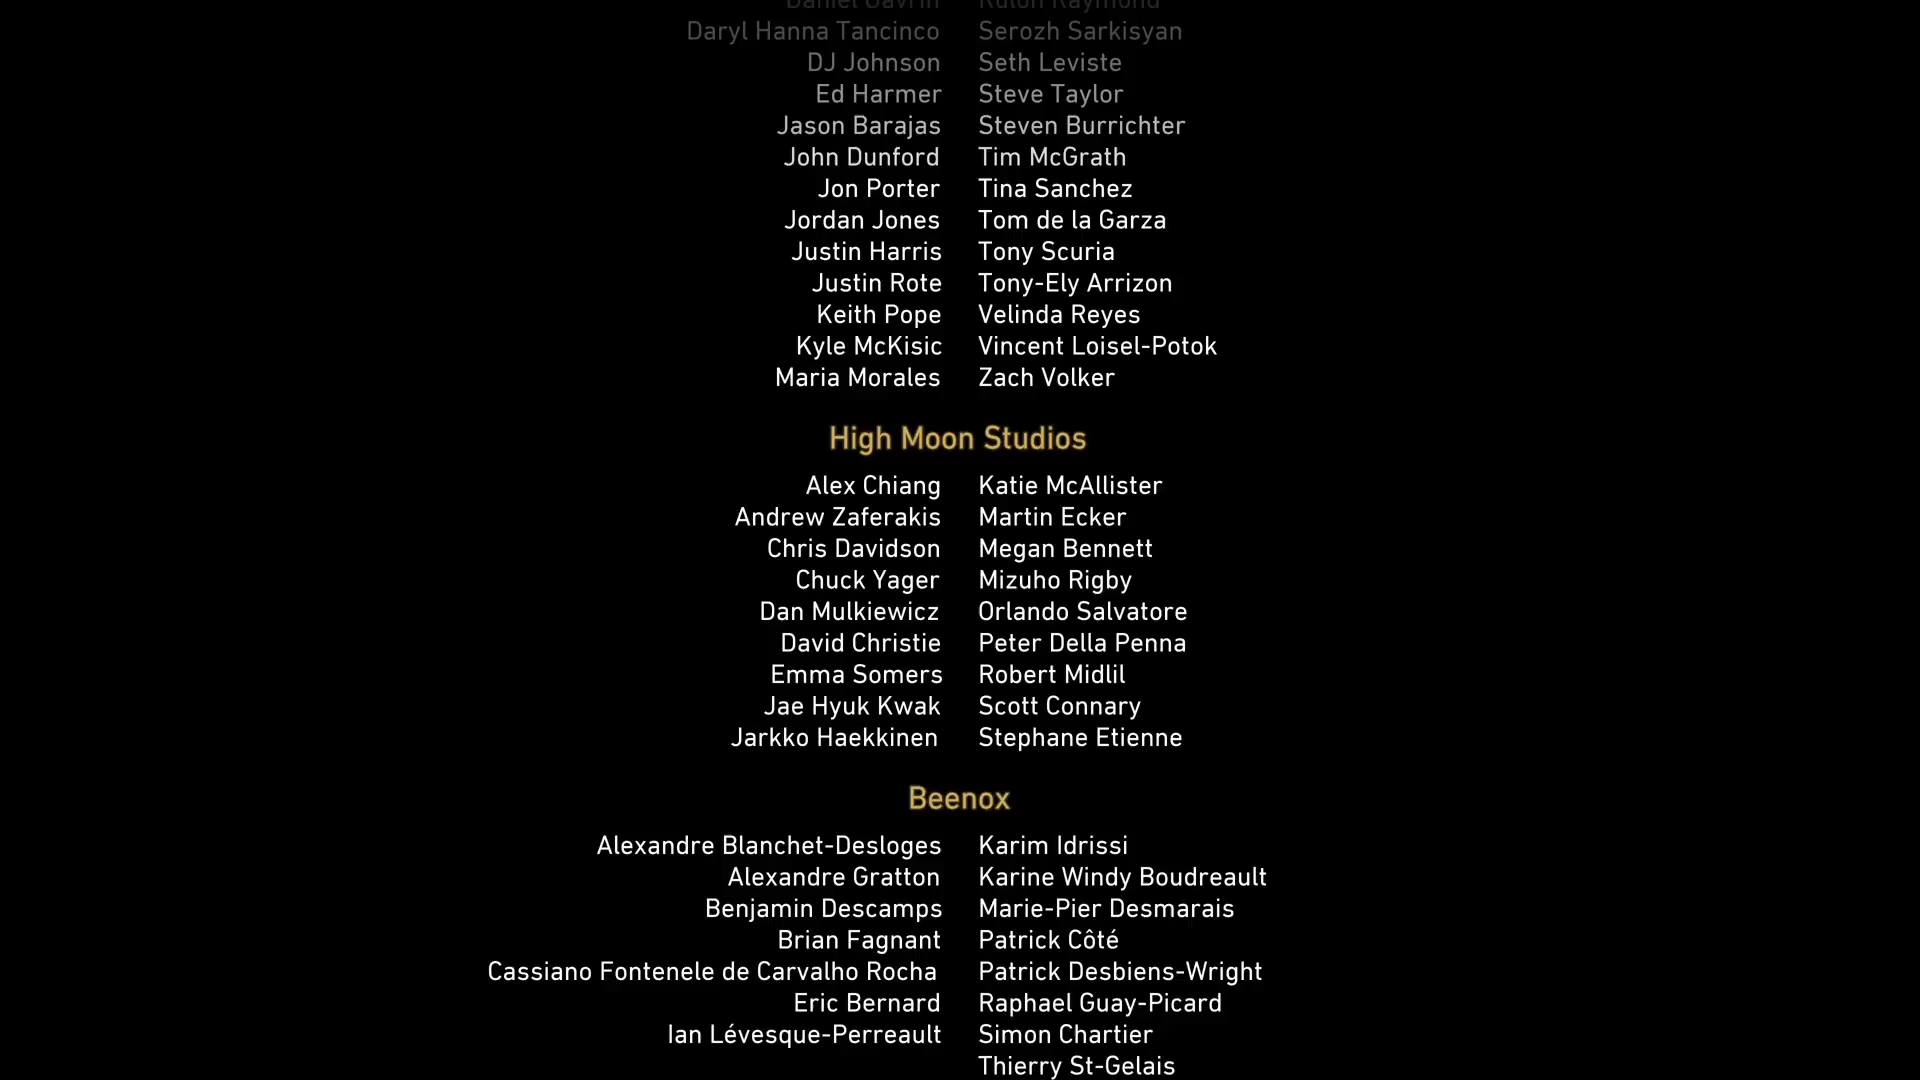 Daniel Gavrin Rulon Raymond
Daryl Hanna Tancinco Serozh Sarkisyan
DJ Johnson Seth Leviste
Ed Harmer Steve Taylor
Jason Barajas Steven Burrichter
John Dunford Tim McGrath
Jon Porter Tina Sanchez
Jordan Jones Tom de la Garza
Justin Harris Tony Scuria
Justin Rote Tony-Ely Arrizon
Keith Pope Velinda Reyes
Kyle McKisic Vincent Loisel-Potok
Maria Morales Zach Volker
High Moon Studios
Alex Chiang Katie McAllister
Andrew Zaferakis Martin Ecker
Chris Davidson Megan Bennett
Chuck Yager Mizuho Rigby
Dan Mulkiewicz Orlando Salvatore
David Christie Peter Della Penna
Emma Somers Robert Midlil
Jae Hyuk Kwak Scott Connary
Jarkko Haekkinen Stephane Etienne
Beenox
Alexandre Blanchet-Desloges Karim Idrissi
Alexandre Gratton Karine Windy Boudreault
Benjamin Descamps Marie-Pier Desmarais
Brian Fagnant Patrick Côté
Cassiano Fontenele de Carvalho Rocha Patrick Desbiens-Wright
Eric Bernard Raphael Guay-Picard
Ian Lévesque-Perreault Simon Chartier
Thierry St-Gelais